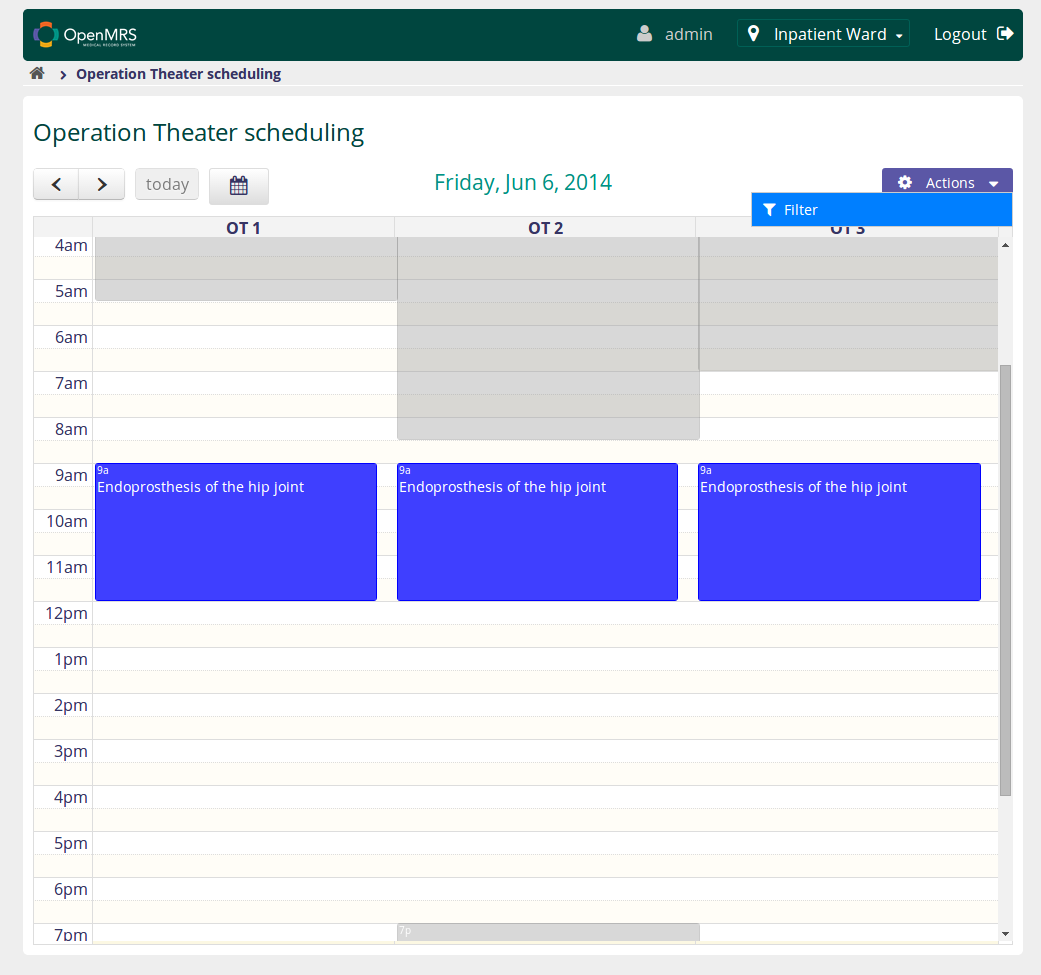 OpenMRS
MEDICAL RECORD SYSTEM
admin
Inpatient Ward
Logout
Operation Theater scheduling
Operation Theater scheduling
today
Friday, Jun 6, 2014
Actions
Filter
OT 1
OT 2
OT 3
4am
5am
6am
7am
8am
9am
9a
Endoprosthesis of the hip joint
9a
Endoprosthesis of the hip joint
9a
Endoprosthesis of the hip joint
10am
11am
12pm
1pm
2pm
3pm
4pm
5pm
6pm
7pm
7p